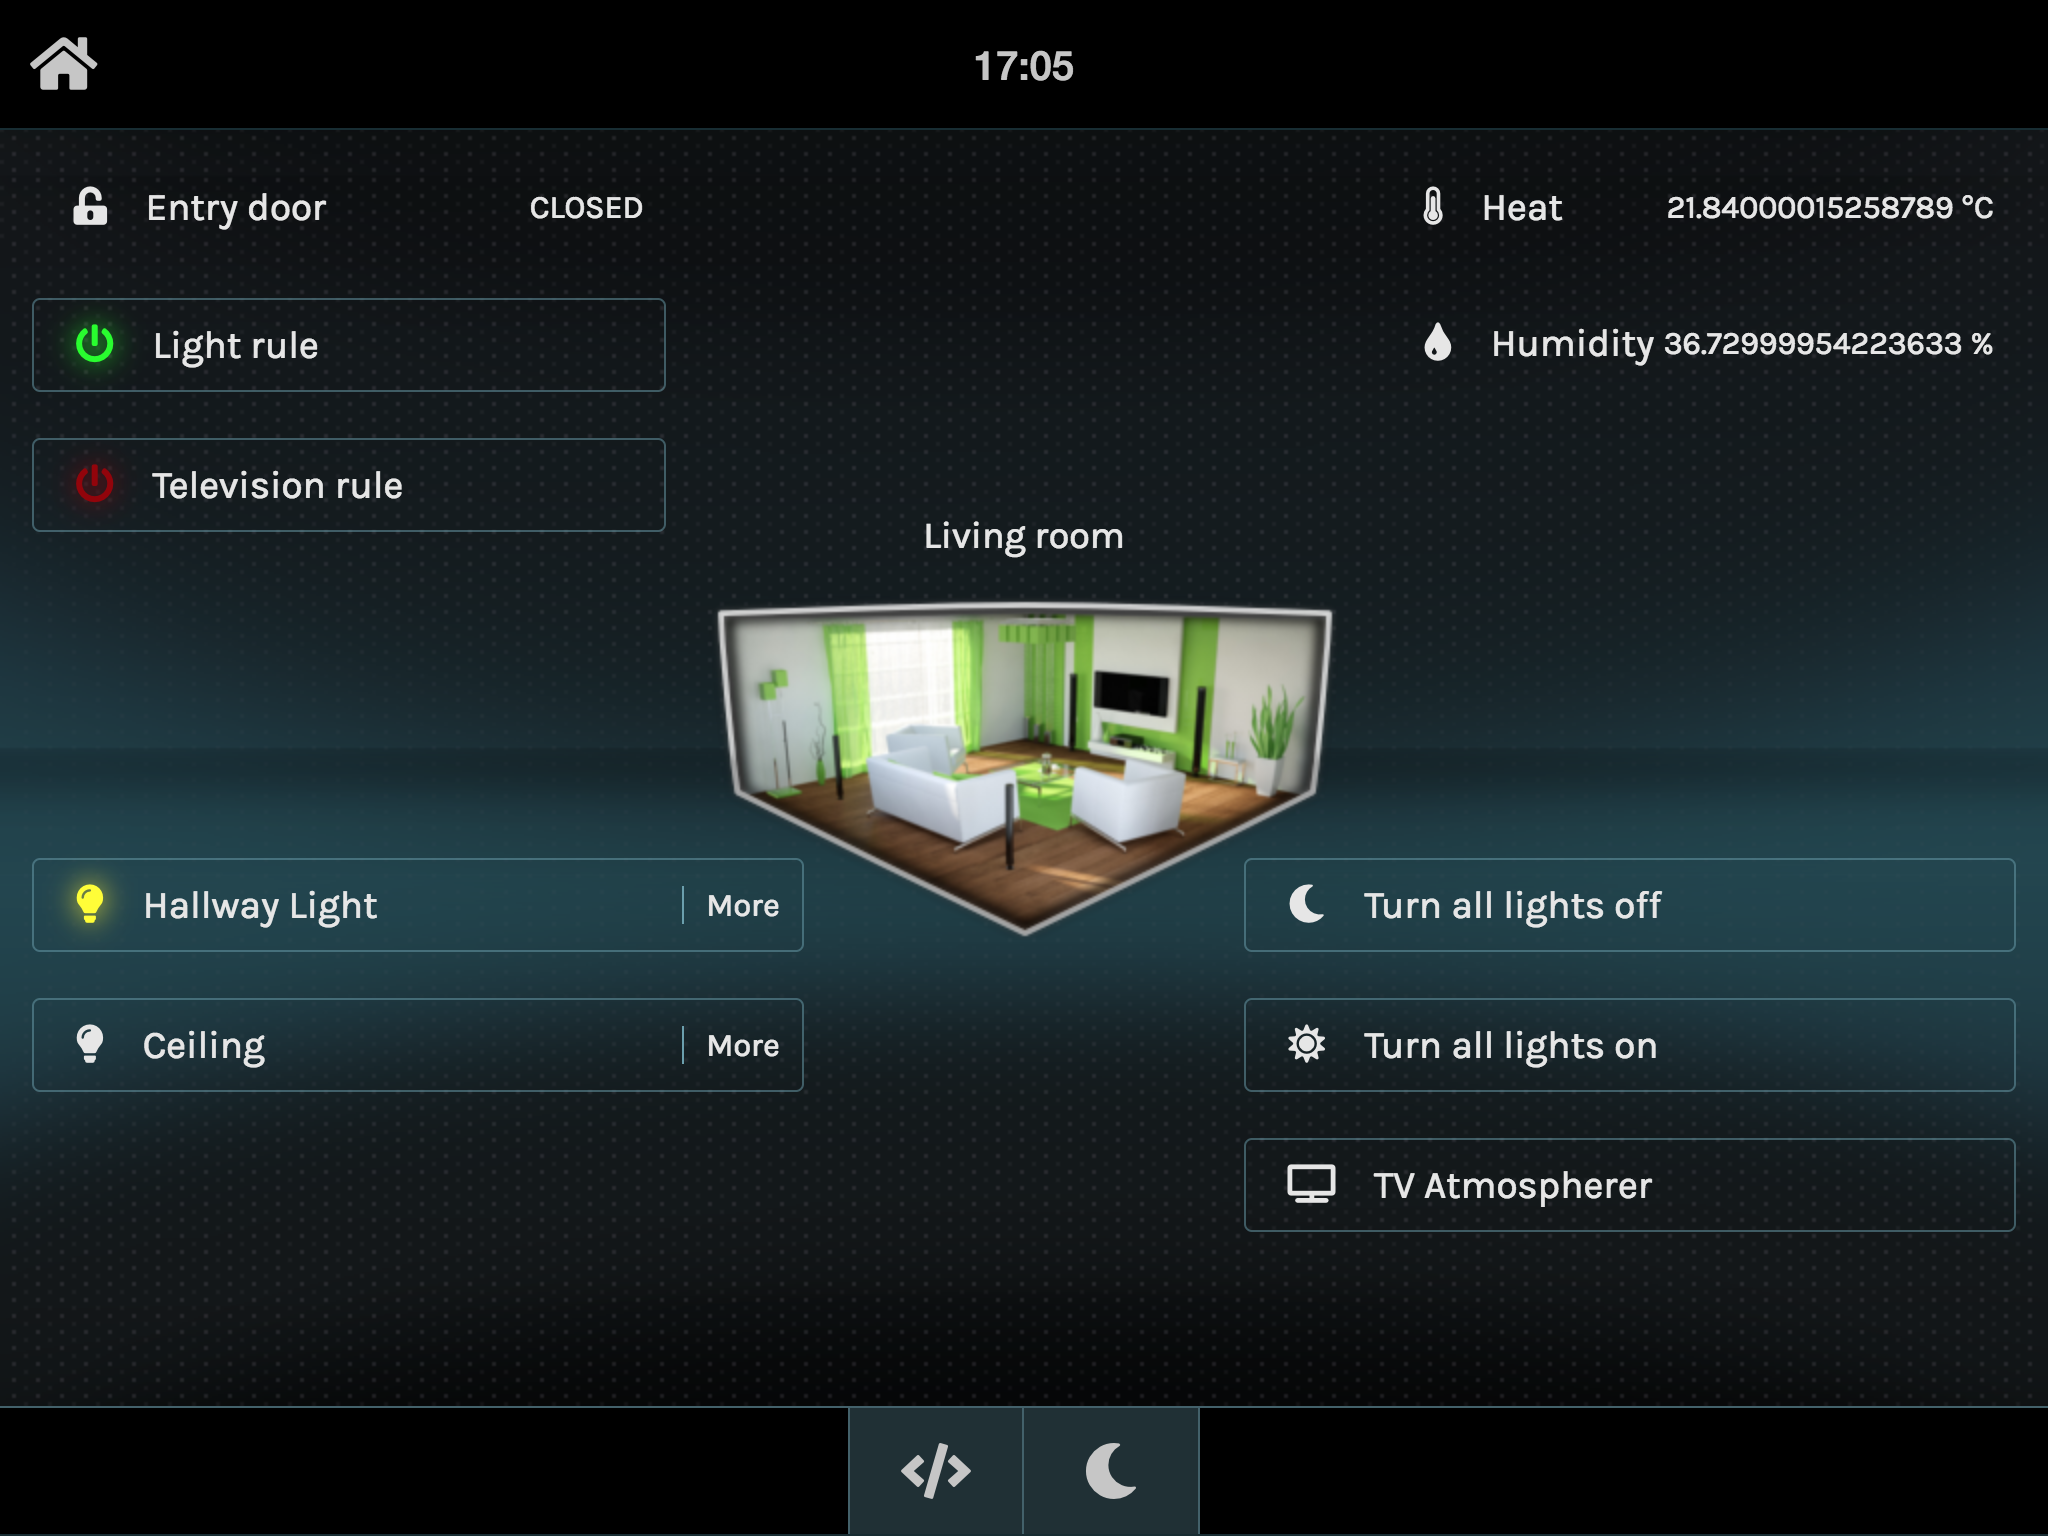 17:05
Entry door CLOSED
Heat 21.84000015258789 °C
Light rule
Humidity 36.72999954223633 %
Television rule
Living room
Hallway Light | More
Turn all lights off
Ceiling | More
Turn all lights on
TV Atmospherer